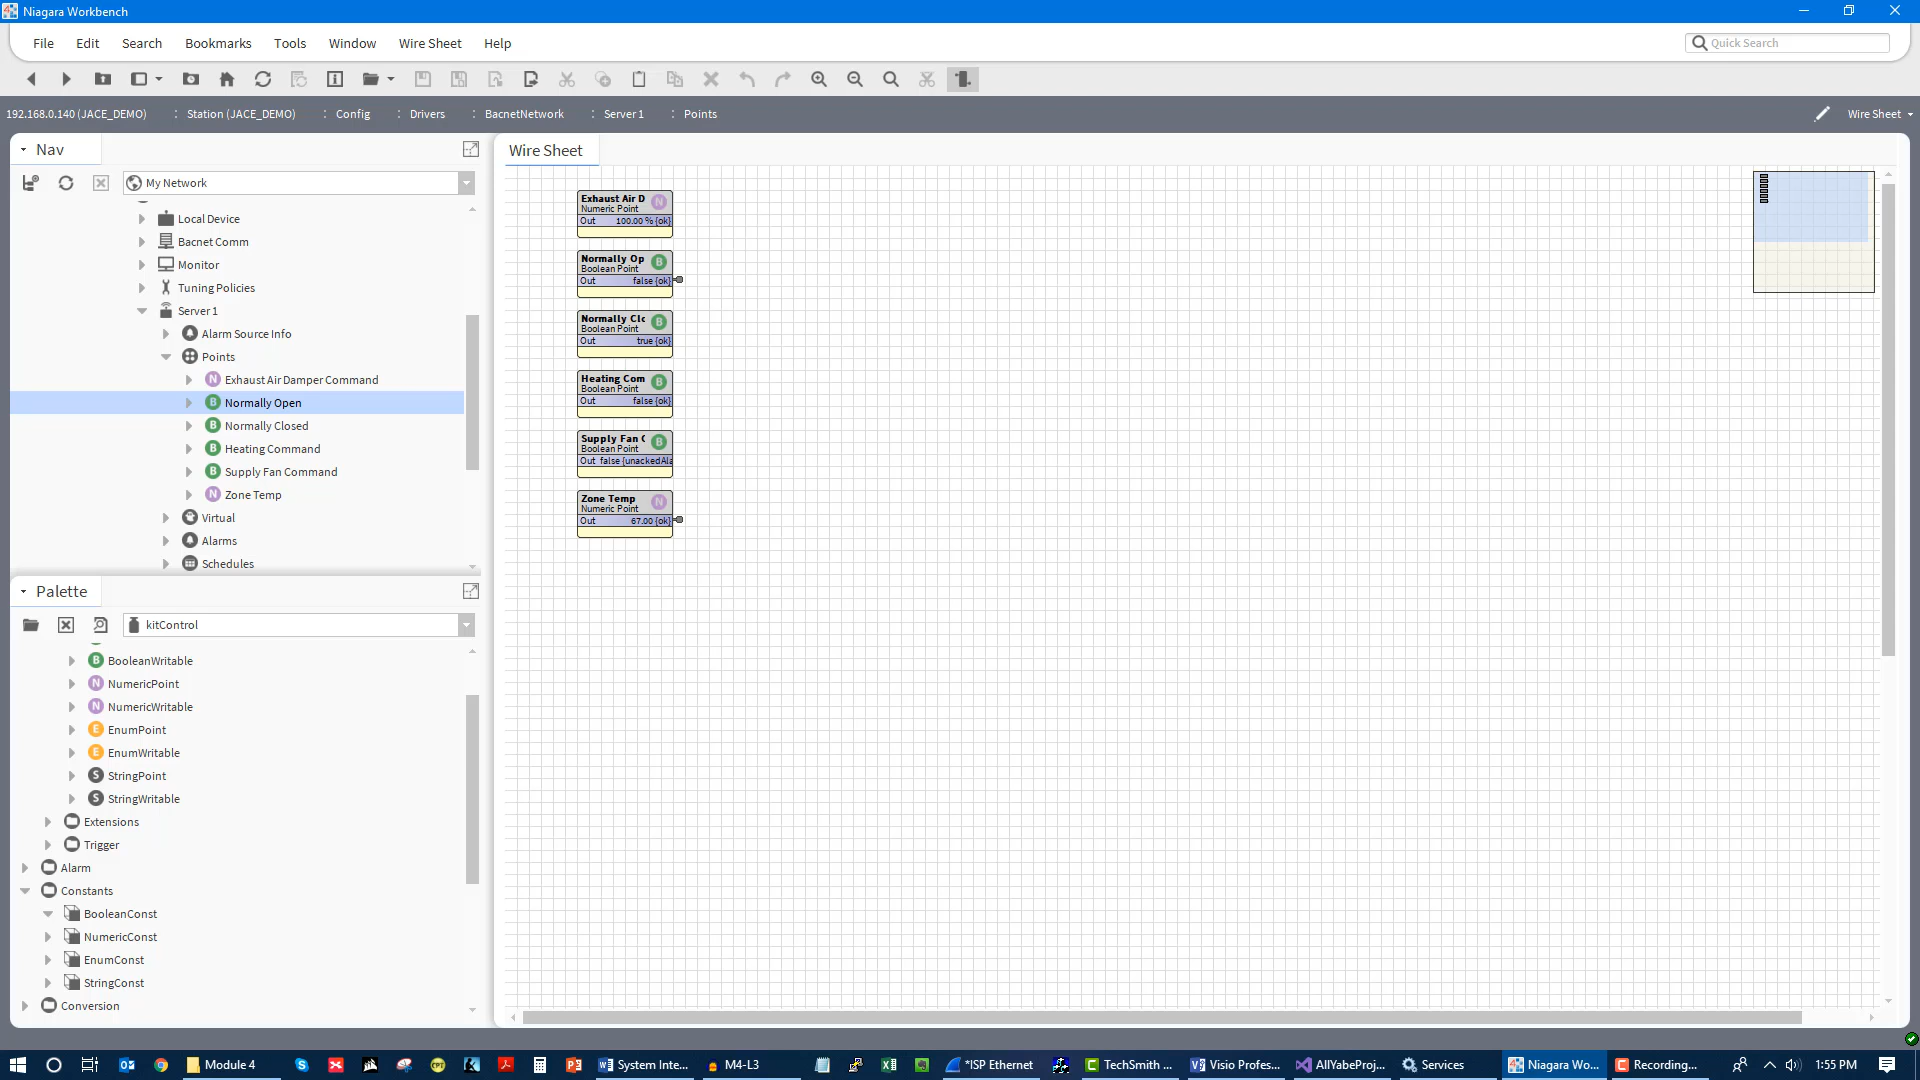 Niagara Workbench
File Edit Search Bookmarks Tools Window Wire Sheet Help
Quick Search
192.168.0.140 (JACE_DEMO) : Station (JACE_DEMO) : Config : Drivers : BacnetNetwork : Server1 : Points
Wire Sheet
Nav
My Network
Local Device
Bacnet Comm
Monitor
Tuning Policies
Server1
Alarm Source Info
Points
N Exhaust Air Damper Command
B Normally Open
B Normally Closed
B Heating Command
B Supply Fan Command
N Zone Temp
Virtual
Alarms
Schedules
Palette
kitControl
B BooleanWritable
N NumericPoint
N NumericWritable
E EnumPoint
E EnumWritable
S StringPoint
S StringWritable
Extensions
Trigger
Alarm
Constants
BooleanConst
NumericConst
EnumConst
StringConst
Conversion
Wire Sheet
Exhaust Air D N
Numeric Point
Out 100.00 % {ok}
Normally Op B
Boolean Point
Out false {ok}
Normally Clo B
Boolean Point
Out true {ok}
Heating Com B
Boolean Point
Out false {ok}
Supply Fan C B
Boolean Point
Out false {unackedAla
Zone Temp N
Numeric Point
Out 67.00 {ok}
Module 4
System Inte...
M4-L3
*ISP Ethernet
TechSmith ...
Visio Profes...
AllYabeProj...
Services
Niagara Wo...
Recording...
1:55 PM